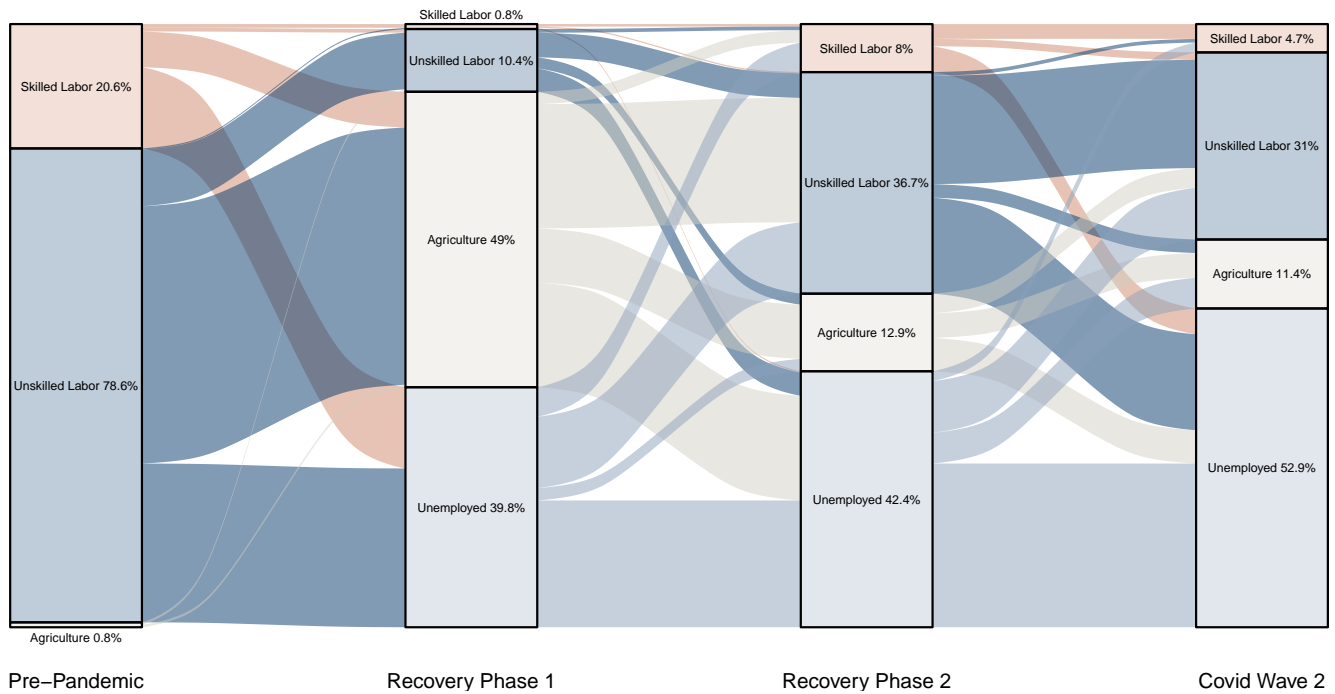 Skilled Labor 20.6%
Unskilled Labor 78.6%
Agriculture 0.8%
Skilled Labor 0.8%
Unskilled Labor 10.4%
Agriculture 49%
Unemployed 39.8%
Skilled Labor 8%
Unskilled Labor 36.7%
Agriculture 12.9%
Unemployed 42.4%
Skilled Labor 4.7%
Unskilled Labor 31%
Agriculture 11.4%
Unemployed 52.9%
Pre−Pandemic
Recovery Phase 1
Recovery Phase 2
Covid Wave 2